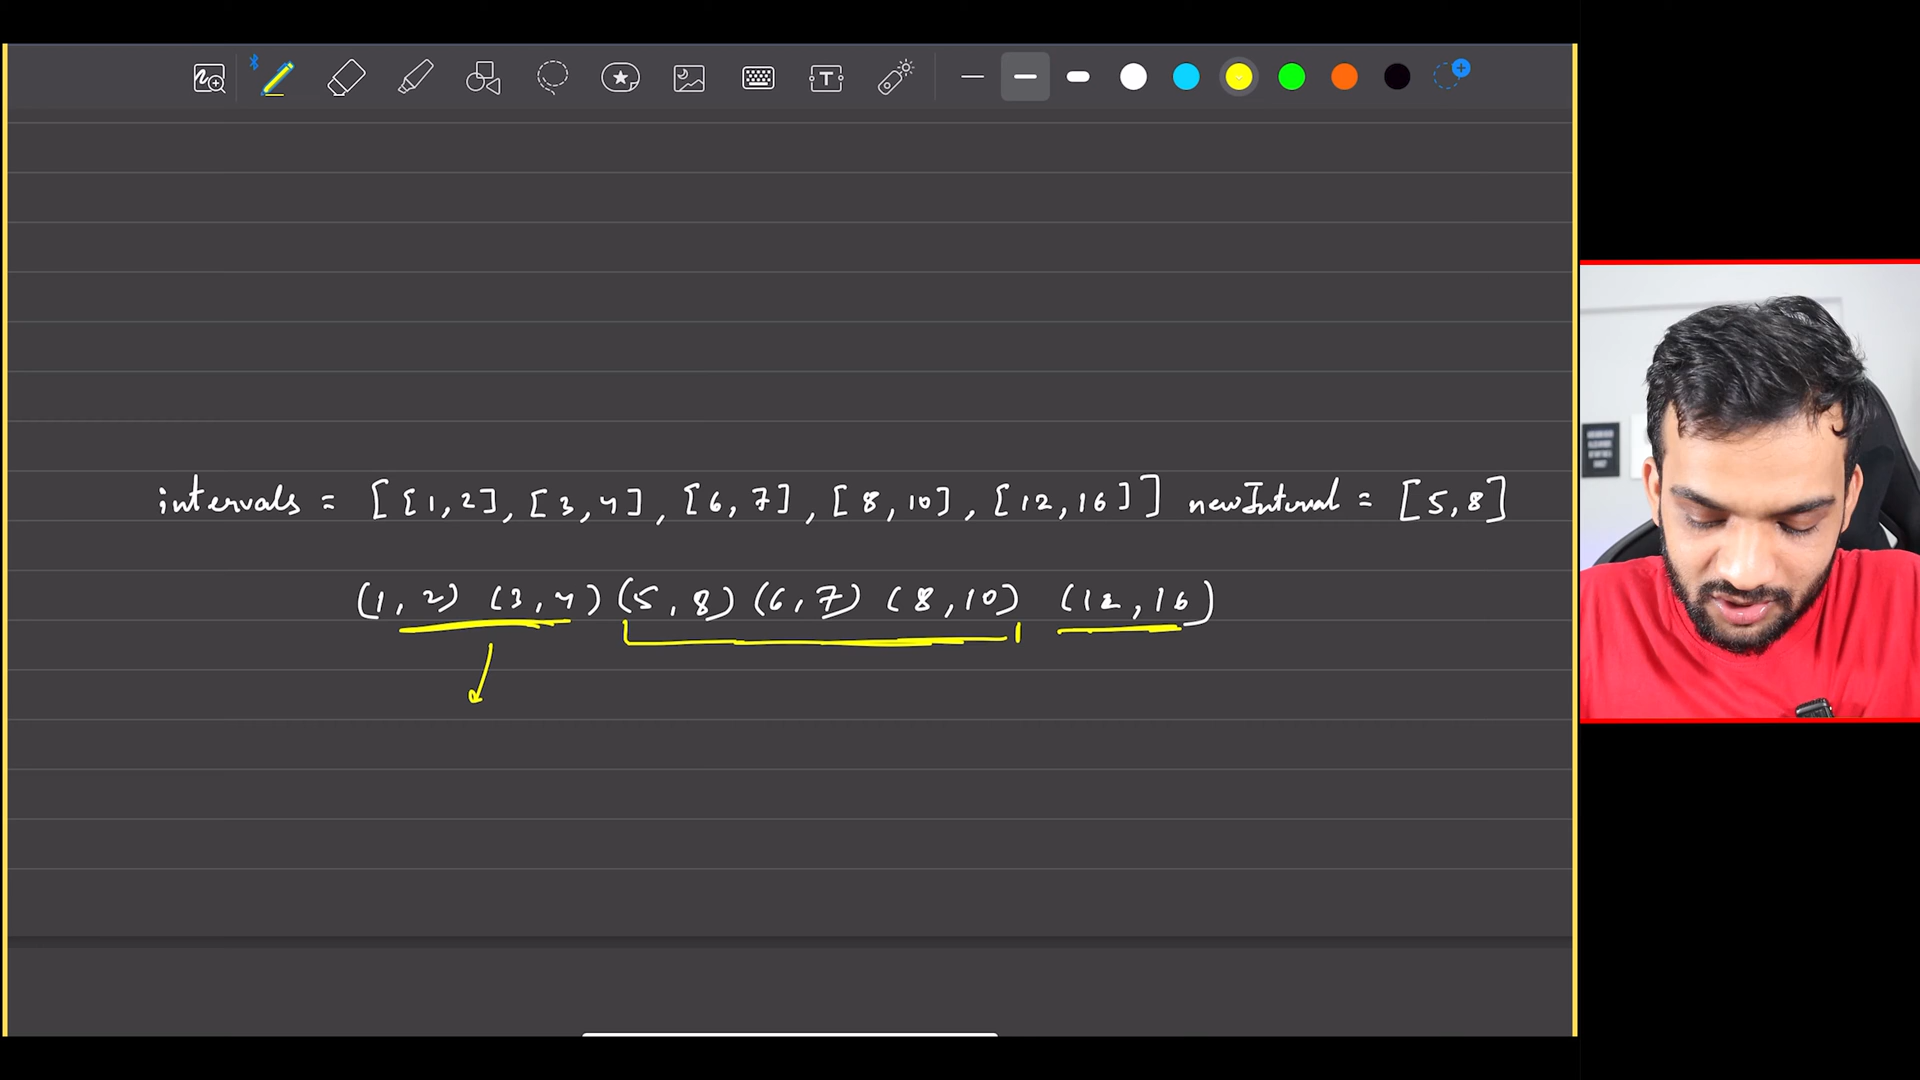 intervals = [[1,2], [3,4], [6,7], [8,10], [12,16]] newInterval = [5,8]
(1,2) (3,4) (5,8) (6,7) (8,10) (12,16)